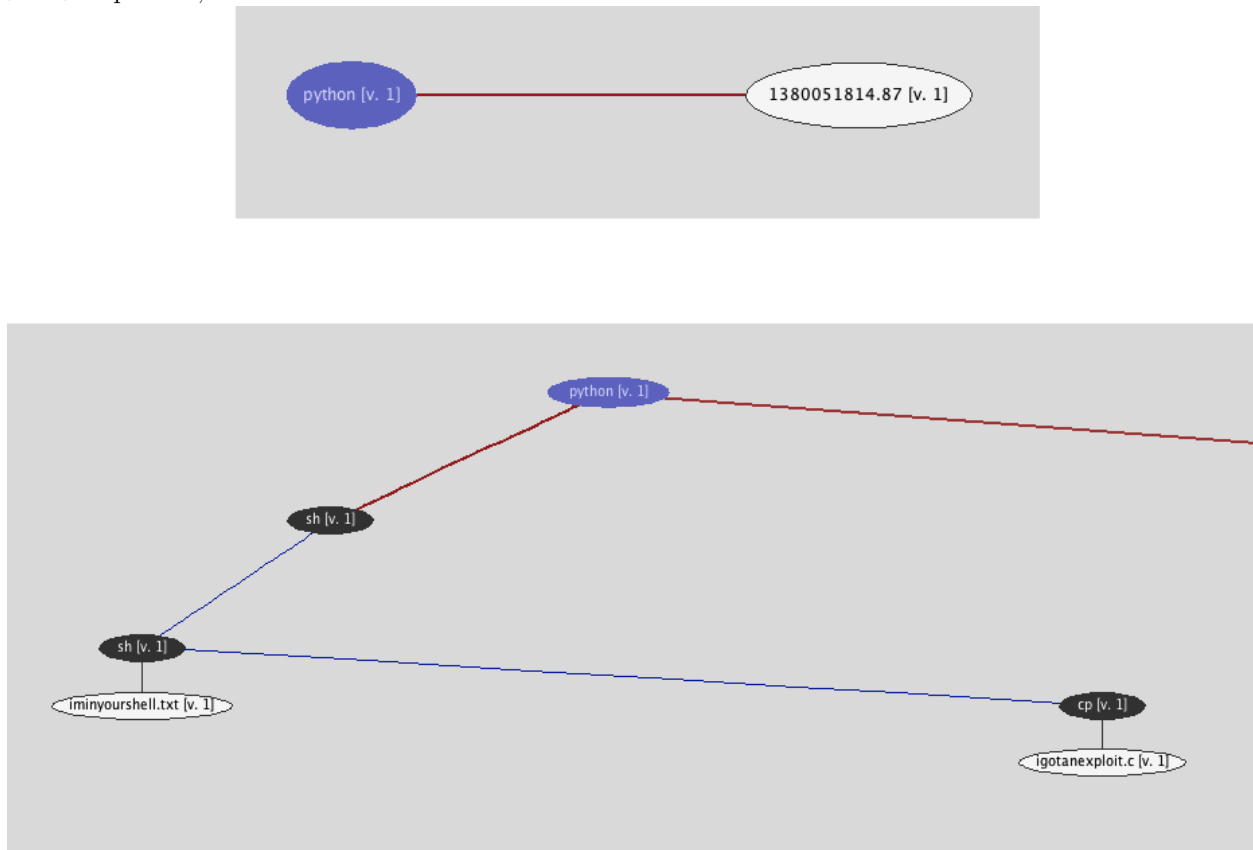 python [v. 1]
1380051814.87 [v. 1]
python [v. 1]
sh [v. 1]
sh [v. 1]
iminyourshell.txt [v. 1]
cp [v. 1]
igotanexploit.c [v. 1]